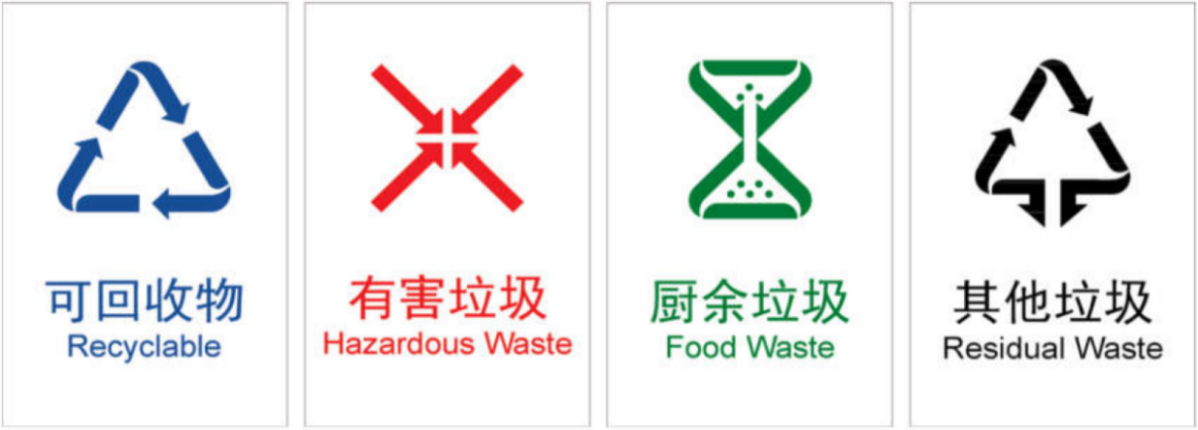 可回收物
Recyclable
有害垃圾
Hazardous Waste
厨余垃圾
Food Waste
其他垃圾
Residual Waste